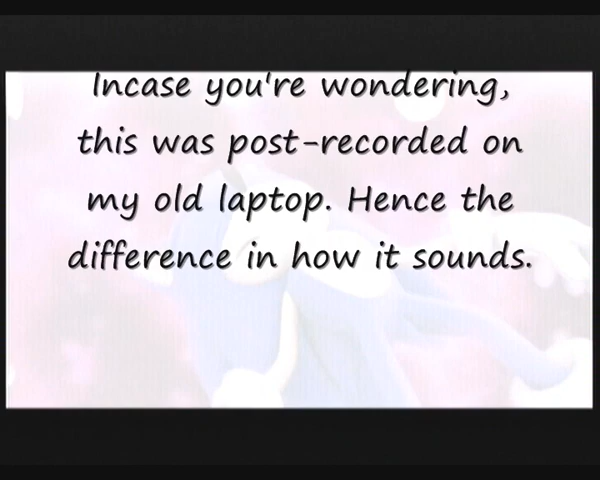 Incase you're wondering,
this was post-recorded on
my old laptop. Hence the
difference in how it sounds.